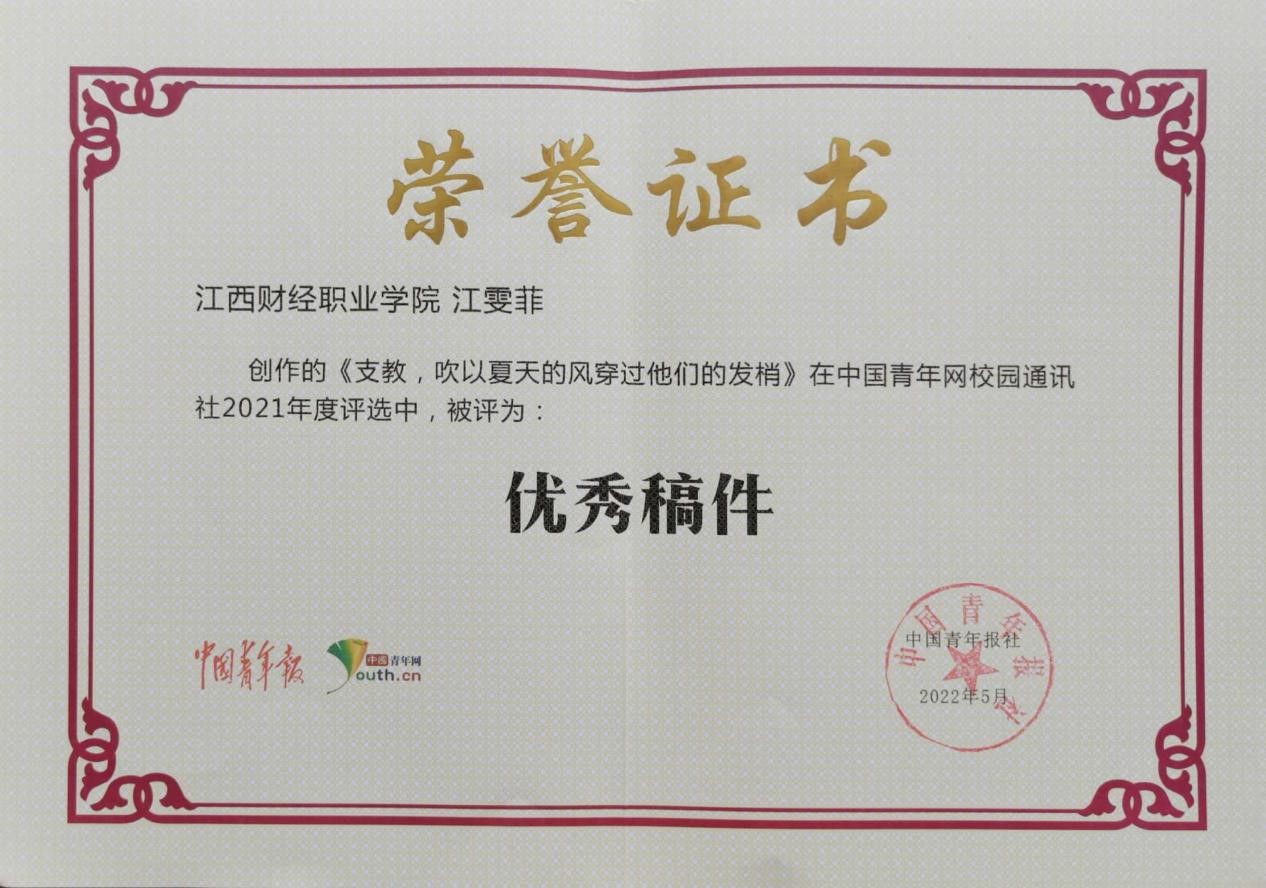 荣誉证书
江西财经职业学院 江雯菲
创作的《支教，吹以夏天的风穿过他们的发梢》在中国青年网校园通讯
社2021年度评选中，被评为：
优秀稿件
中国青年报
中国青年网
Youth.cn
中国青年报社
中国青年报社
2022年5月